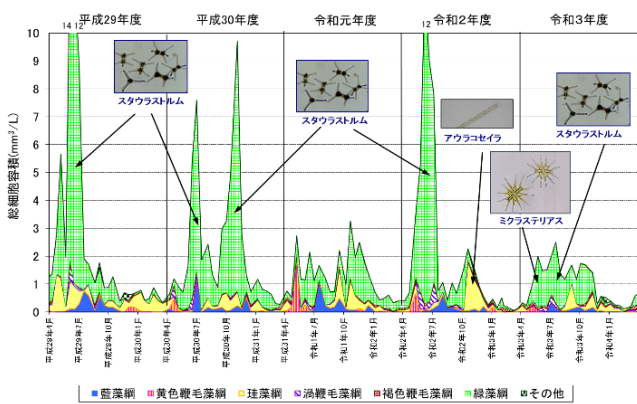 平成29年度 平成30年度 令和元年度 令和2年度 令和3年度
14 12 12
総細胞容積(mm³/L)
10
9
8
7
6
5
4
3
2
1
0
スタウラストルム
スタウラストルム
アウラコセイラ
スタウラストルム
ミクラステリアス
平成29年4月 平成29年7月 平成29年10月 平成30年1月 平成30年4月 平成30年7月 平成30年10月 平成31年1月 平成31年4月 令和1年7月 令和1年10月 令和2年1月 令和2年4月 令和2年7月 令和2年10月 令和3年1月 令和3年4月 令和3年7月 令和3年10月 令和4年1月
藍藻綱 黄色鞭毛藻綱 珪藻綱 渦鞭毛藻綱 褐色鞭毛藻綱 緑藻綱 その他